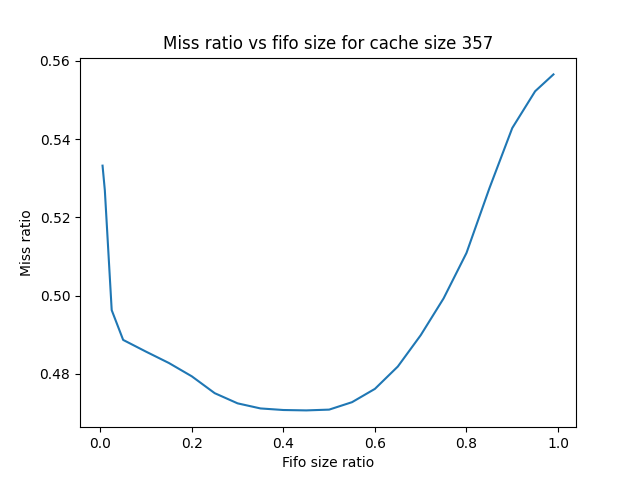 Miss ratio vs fifo size for cache size 357
0.56
0.54
0.52
0.50
0.48
Miss ratio
0.0 0.2 0.4 0.6 0.8 1.0
Fifo size ratio